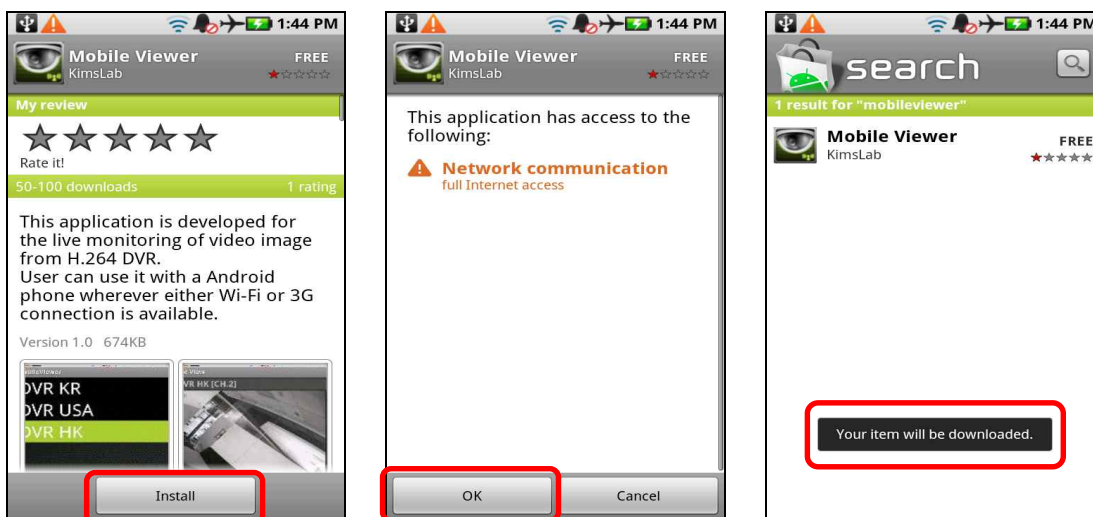 1:44 PM
Mobile Viewer
FREE
KimsLab
My review
Rate it!
50-100 downloads 1 rating
This application is developed for
the live monitoring of video image
from H.264 DVR.
User can use it with a Android
phone wherever either Wi-Fi or 3G
connection is available.
Version 1.0 674KB
DVR KR
DVR USA
DVR HK
VR HK [CH.2]
Install
1:44 PM
Mobile Viewer
FREE
KimsLab
This application has access to the
following:
Network communication
full Internet access
OK Cancel
1:44 PM
search
1 result for "mobileviewer"
Mobile Viewer
FREE
KimsLab
Your item will be downloaded.